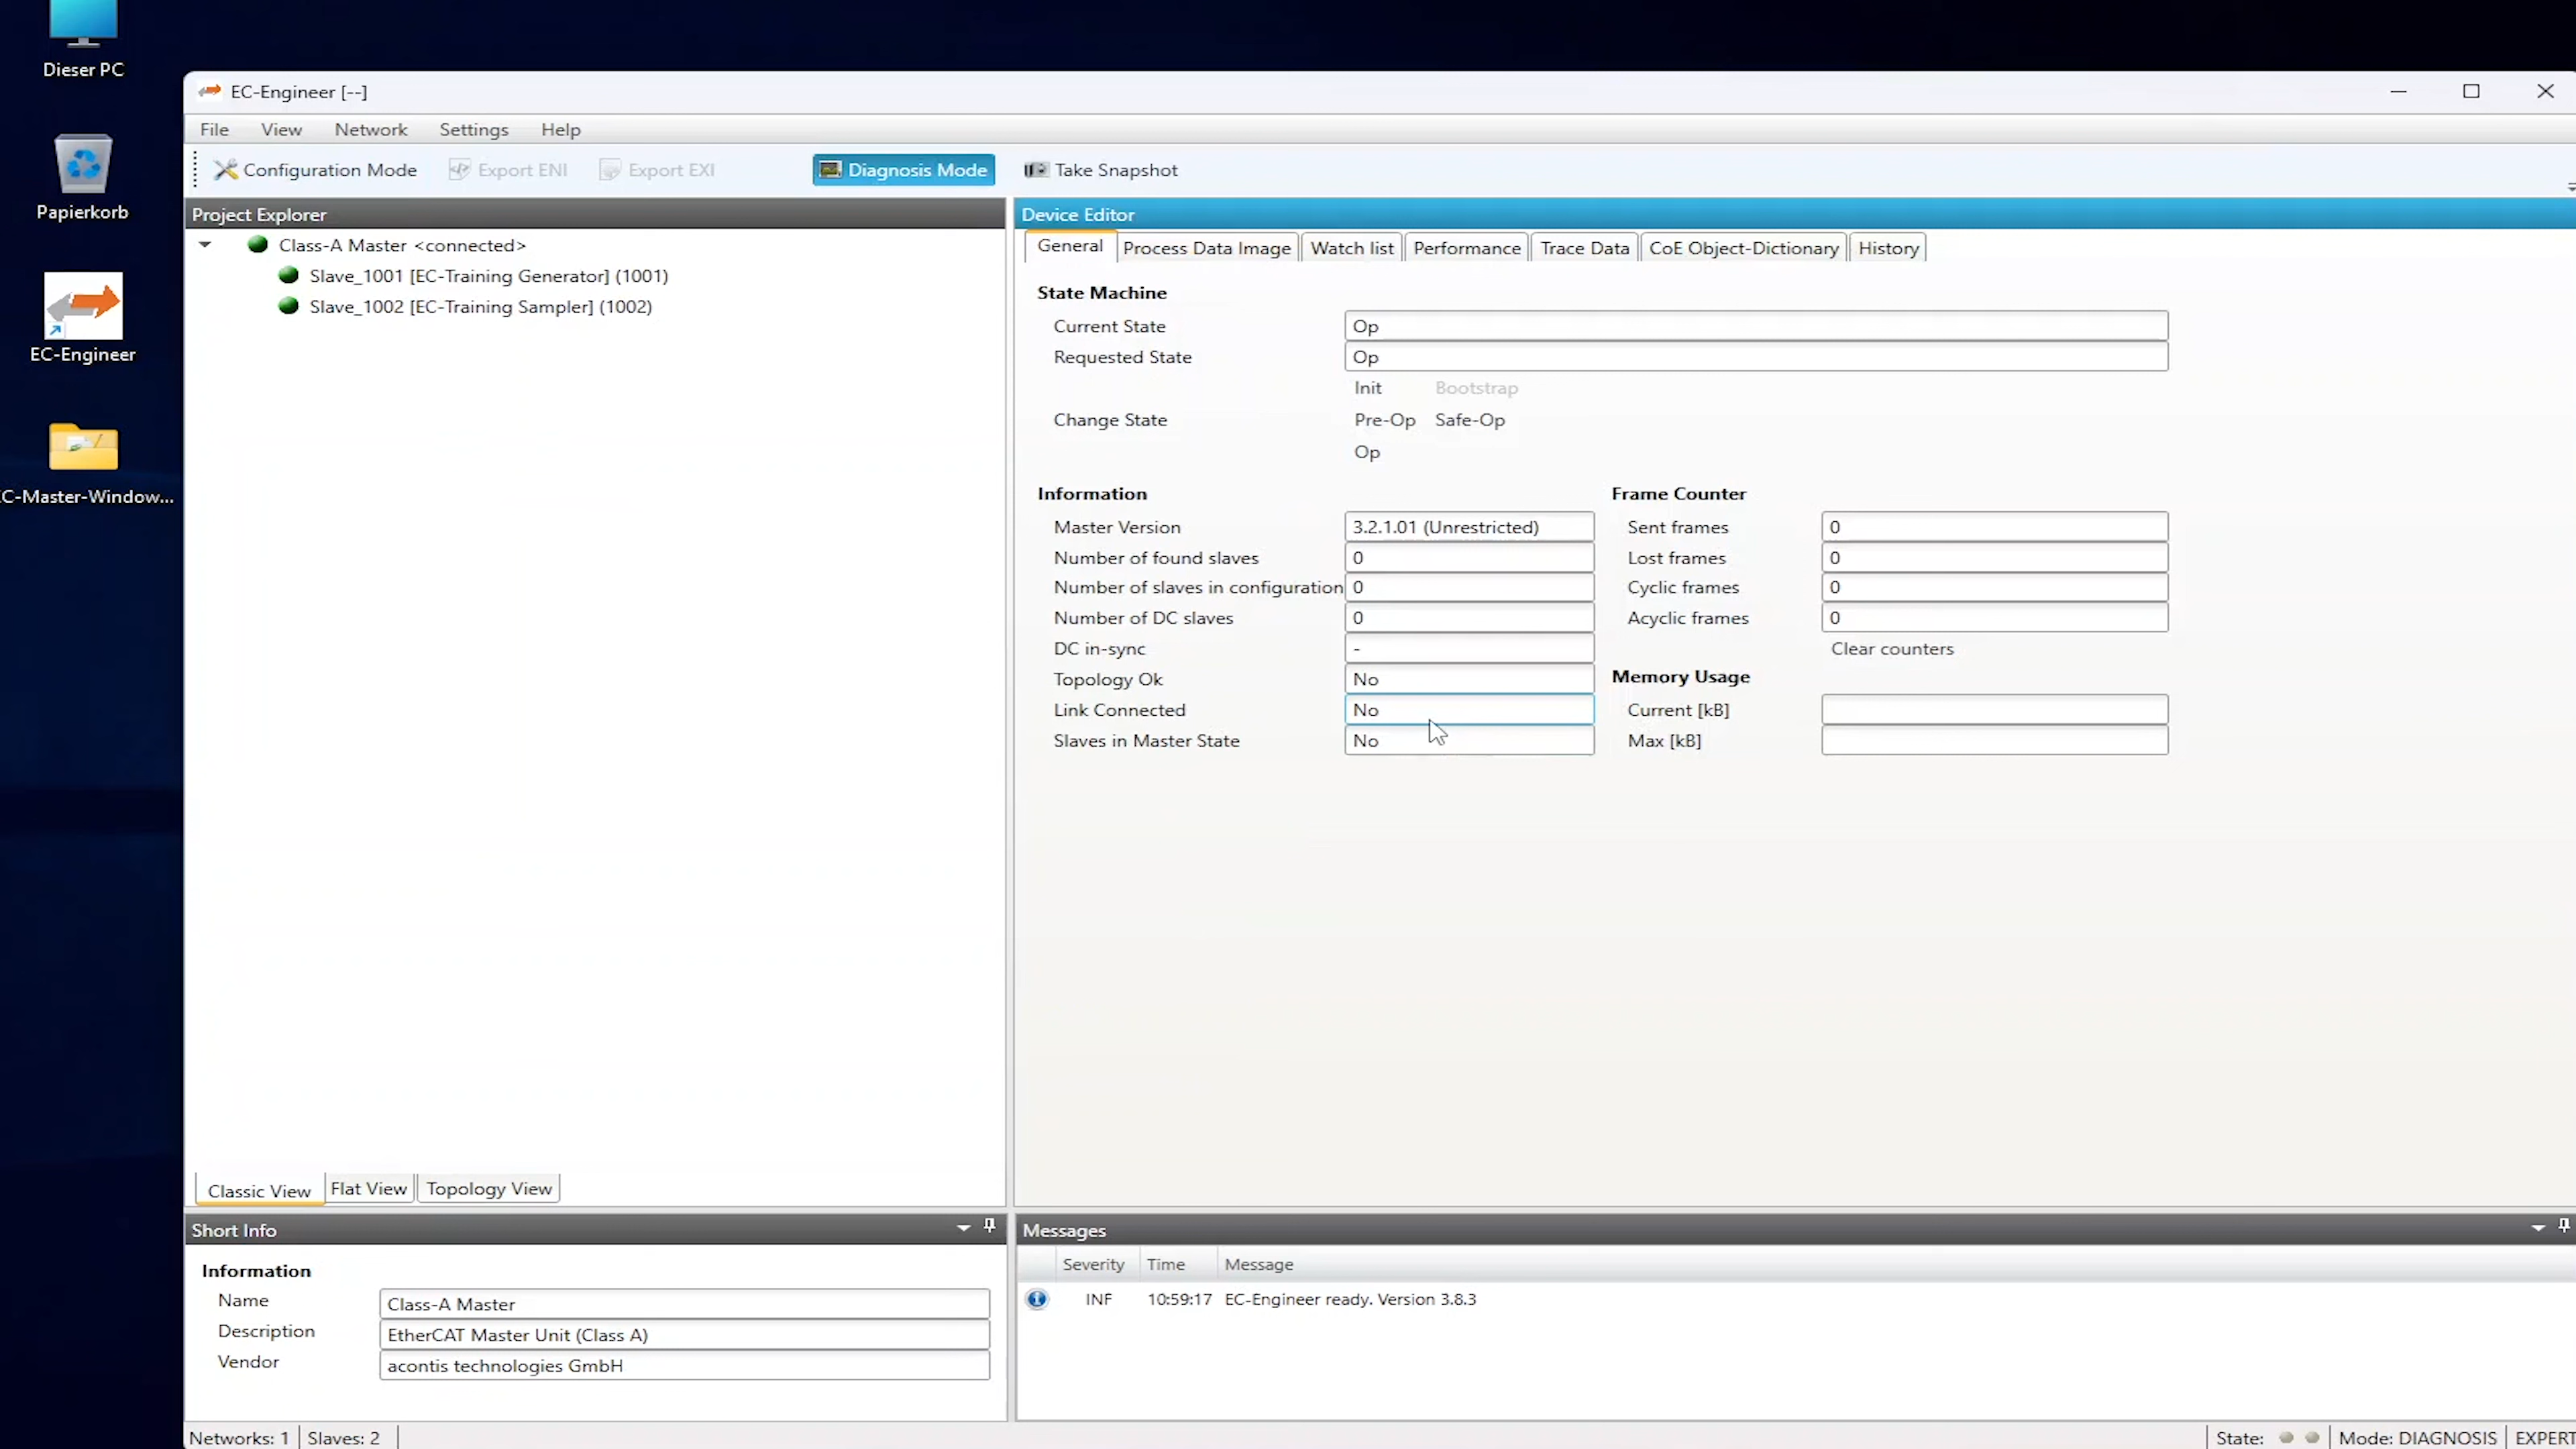 Dieser PC
Papierkorb
EC-Engineer
C-Master-Window...
EC-Engineer [--]
File View Network Settings Help
Configuration Mode Export ENI Export EXI Diagnosis Mode Take Snapshot
Project Explorer
Class-A Master <connected>
Slave_1001 [EC-Training Generator] (1001)
Slave_1002 [EC-Training Sampler] (1002)
Classic View Flat View Topology View
Device Editor
General Process Data Image Watch list Performance Trace Data CoE Object-Dictionary History
State Machine
Current State Op
Requested State Op
Init Bootstrap
Change State Pre-Op Safe-Op
Op
Information
Master Version 3.2.1.01 (Unrestricted)
Number of found slaves 0
Number of slaves in configuration 0
Number of DC slaves 0
DC in-sync -
Topology Ok No
Link Connected No
Slaves in Master State No
Frame Counter
Sent frames 0
Lost frames 0
Cyclic frames 0
Acyclic frames 0
Clear counters
Memory Usage
Current [kB]
Max [kB]
Short Info
Information
Name Class-A Master
Description EtherCAT Master Unit (Class A)
Vendor acontis technologies GmbH
Messages
Severity Time Message
INF 10:59:17 EC-Engineer ready. Version 3.8.3
Networks: 1 Slaves: 2 State: Mode: DIAGNOSIS EXPERT